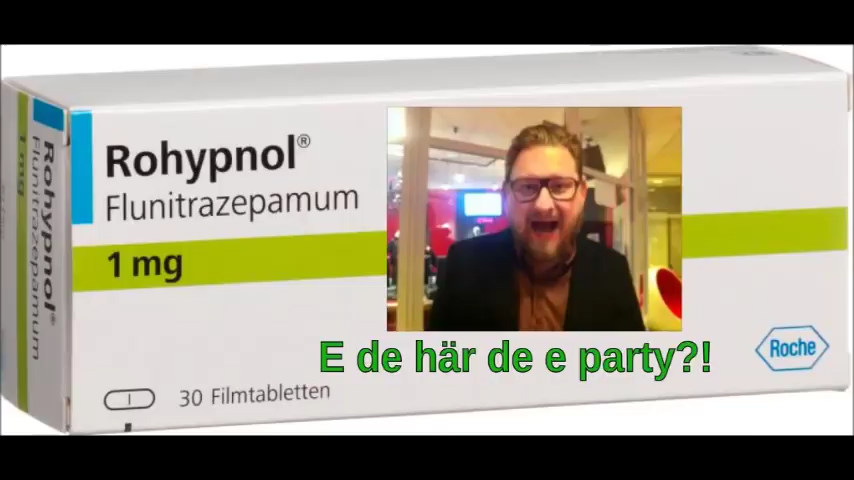 Rohypnol®
Flunitrazepamum
1 mg
Rohypnol®
Flunitrazepamum
1 mg
E de här de e party?!
Roche
30 Filmtabletten